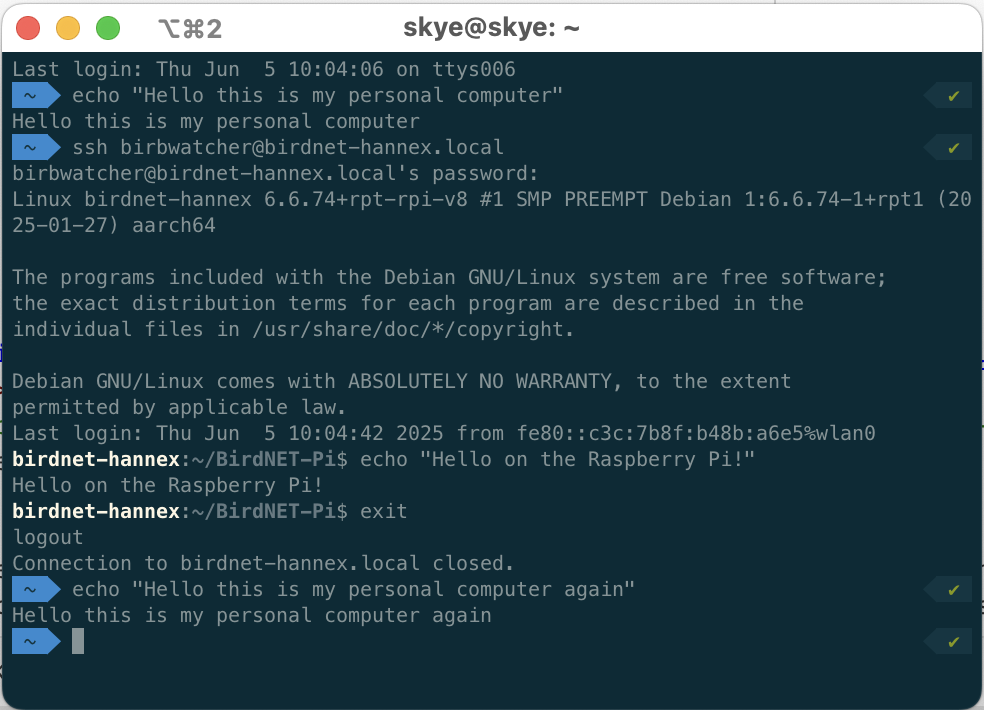 ⌥⌘2 skye@skye: ~
Last login: Thu Jun  5 10:04:06 on ttys006
~ echo "Hello this is my personal computer" ✔
Hello this is my personal computer
~ ssh birbwatcher@birdnet-hannex.local ✔
birbwatcher@birdnet-hannex.local's password:
Linux birdnet-hannex 6.6.74+rpt-rpi-v8 #1 SMP PREEMPT Debian 1:6.6.74-1+rpt1 (20
25-01-27) aarch64

The programs included with the Debian GNU/Linux system are free software;
the exact distribution terms for each program are described in the
individual files in /usr/share/doc/*/copyright.

Debian GNU/Linux comes with ABSOLUTELY NO WARRANTY, to the extent
permitted by applicable law.
Last login: Thu Jun  5 10:04:42 2025 from fe80::c3c:7b8f:b48b:a6e5%wlan0
birdnet-hannex:~/BirdNET-Pi$ echo "Hello on the Raspberry Pi!"
Hello on the Raspberry Pi!
birdnet-hannex:~/BirdNET-Pi$ exit
logout
Connection to birdnet-hannex.local closed.
~ echo "Hello this is my personal computer again" ✔
Hello this is my personal computer again
~ ✔